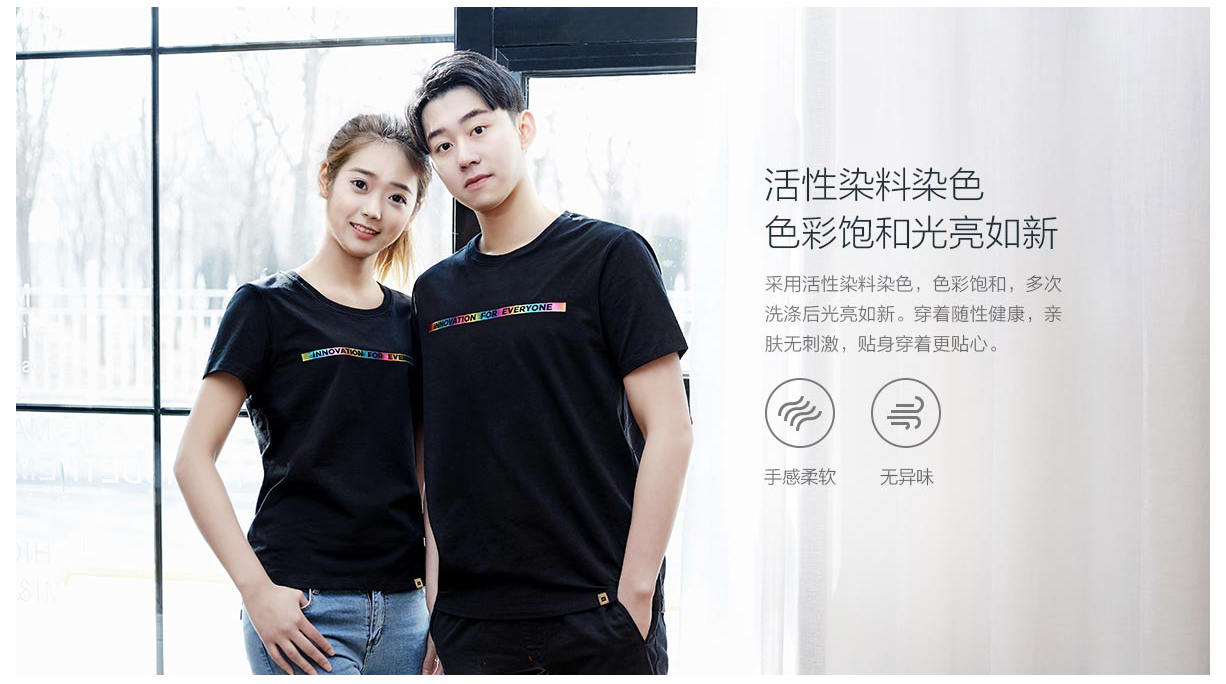 活性染料染色
色彩饱和光亮如新
采用活性染料染色，色彩饱和，多次
洗涤后光亮如新。穿着随性健康，亲
肤无刺激，贴身穿着更贴心。
手感柔软
无异味
INNOVATION FOR EVERYONE
INNOVATION FOR EVER